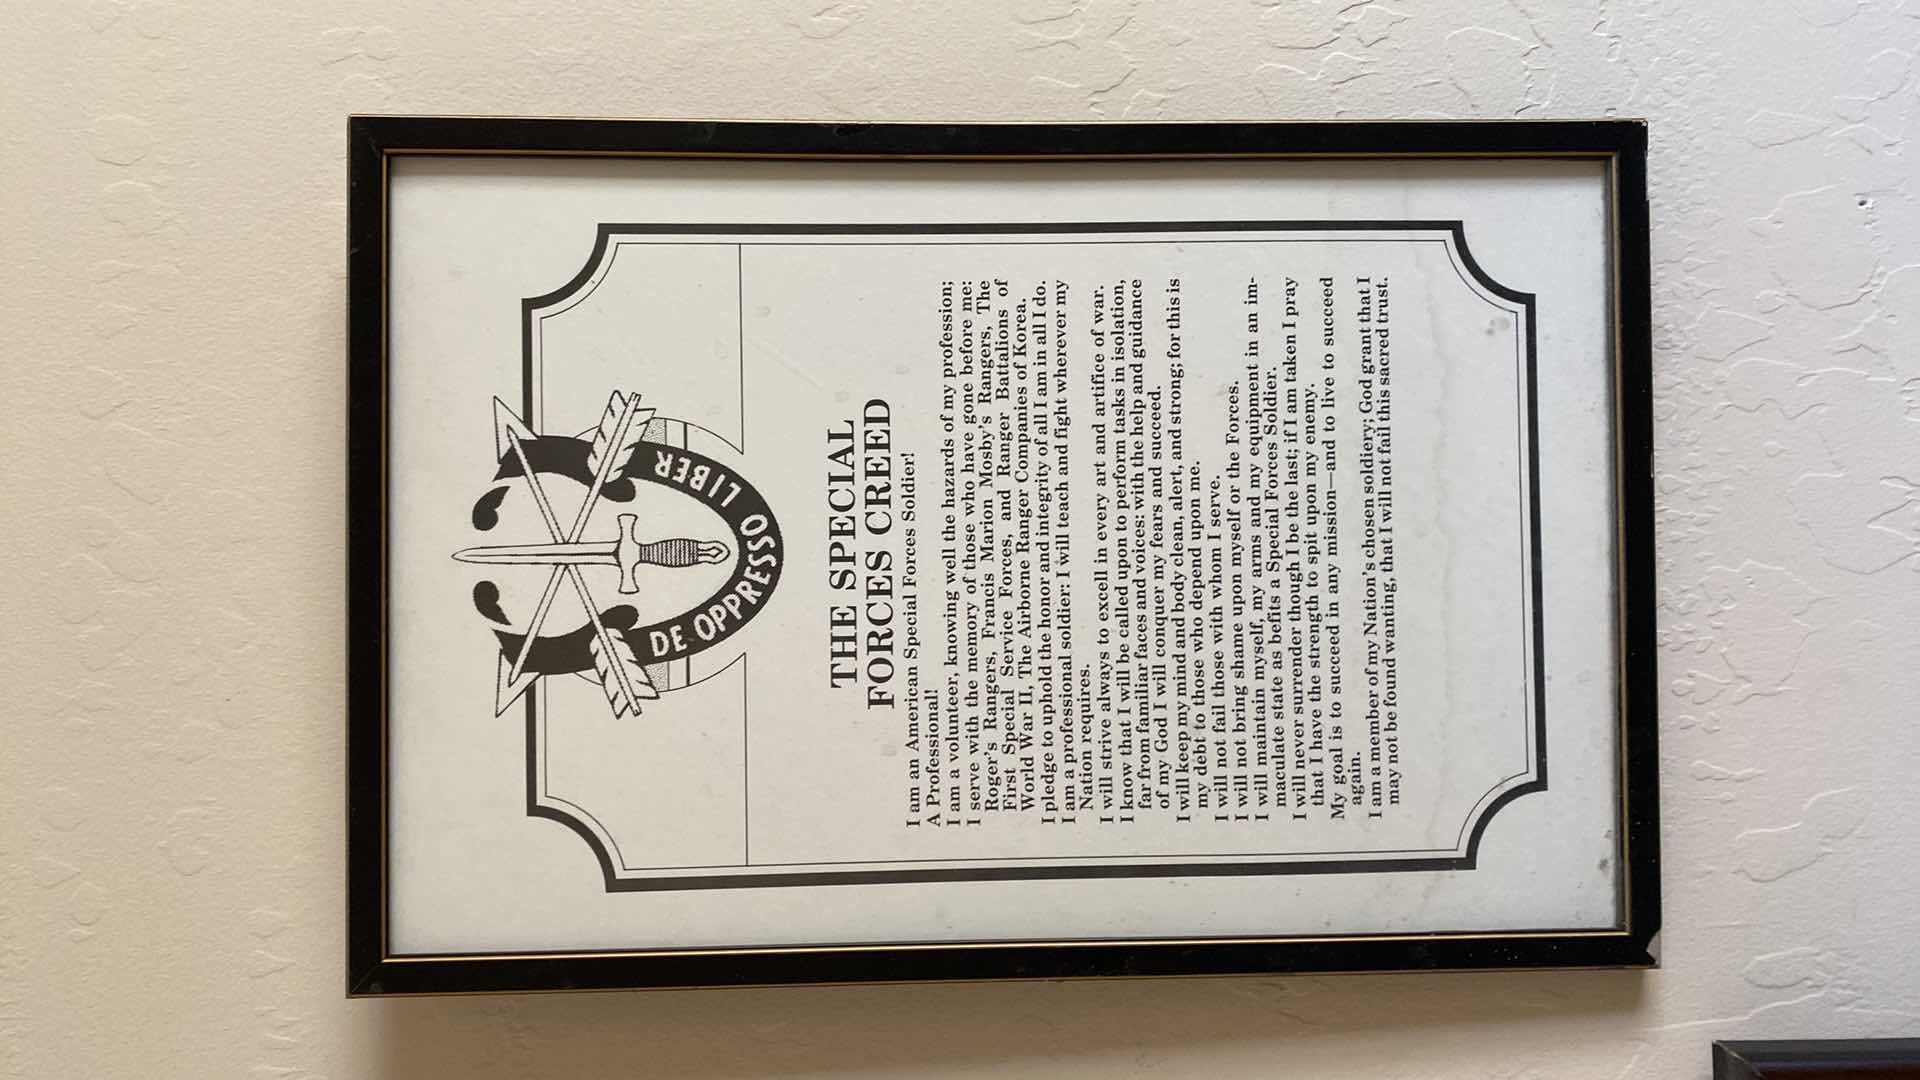 DE OPPRESSO LIBER
THE SPECIAL
FORCES CREED
I am an American Special Forces Soldier!
A Professional!
I am a volunteer, knowing well the hazards of my profession;
I serve with the memory of those who have gone before me:
Roger's Rangers, Francis Marion Mosby's Rangers, The
First Special Service Forces, and Ranger Battalions of
World War II, The Airborne Ranger Companies of Korea.
I pledge to uphold the honor and integrity of all I am in all I do.
I am a professional soldier: I will teach and fight wherever my
Nation requires.
I will strive always to excell in every art and artifice of war.
I know that I will be called upon to perform tasks in isolation,
far from familiar faces and voices: with the help and guidance
of my God I will conquer my fears and succeed.
I will keep my mind and body clean, alert, and strong; for this is
my debt to those who depend upon me.
I will not fail those with whom I serve.
I will not bring shame upon myself or the Forces.
I will maintain myself, my arms and my equipment in an im-
maculate state as befits a Special Forces Soldier.
I will never surrender though I be the last; if I am taken I pray
that I have the strength to spit upon my enemy.
My goal is to succeed in any mission—and to live to succeed
again.
I am a member of my Nation's chosen soldiery; God grant that I
may not be found wanting, that I will not fail this sacred trust.